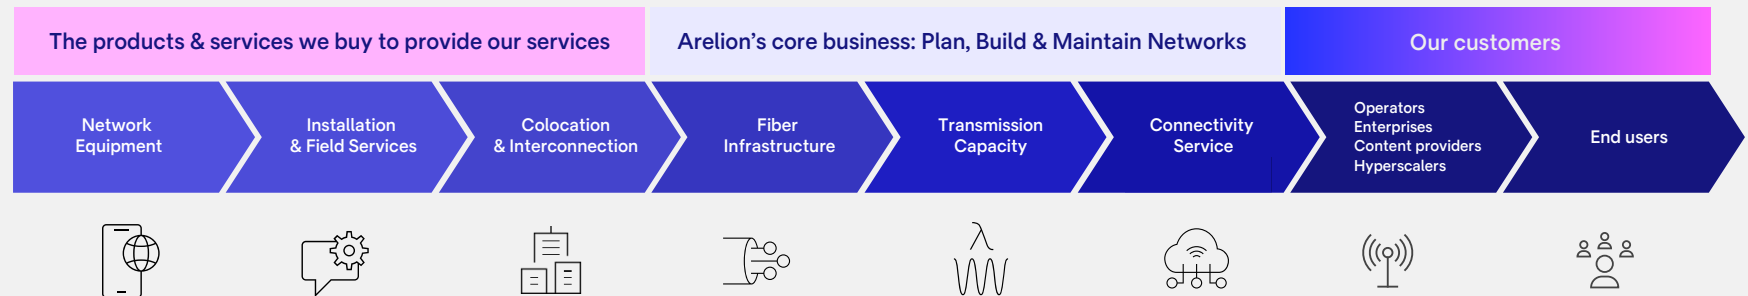 The products & services we buy to provide our services
Arelion’s core business: Plan, Build & Maintain Networks
Our customers
Network
Equipment
Installation
& Field Services
Colocation
& Interconnection
Fiber
Infrastructure
Transmission
Capacity
Connectivity
Service
Operators
Enterprises
Content providers
Hyperscalers
End users
λ